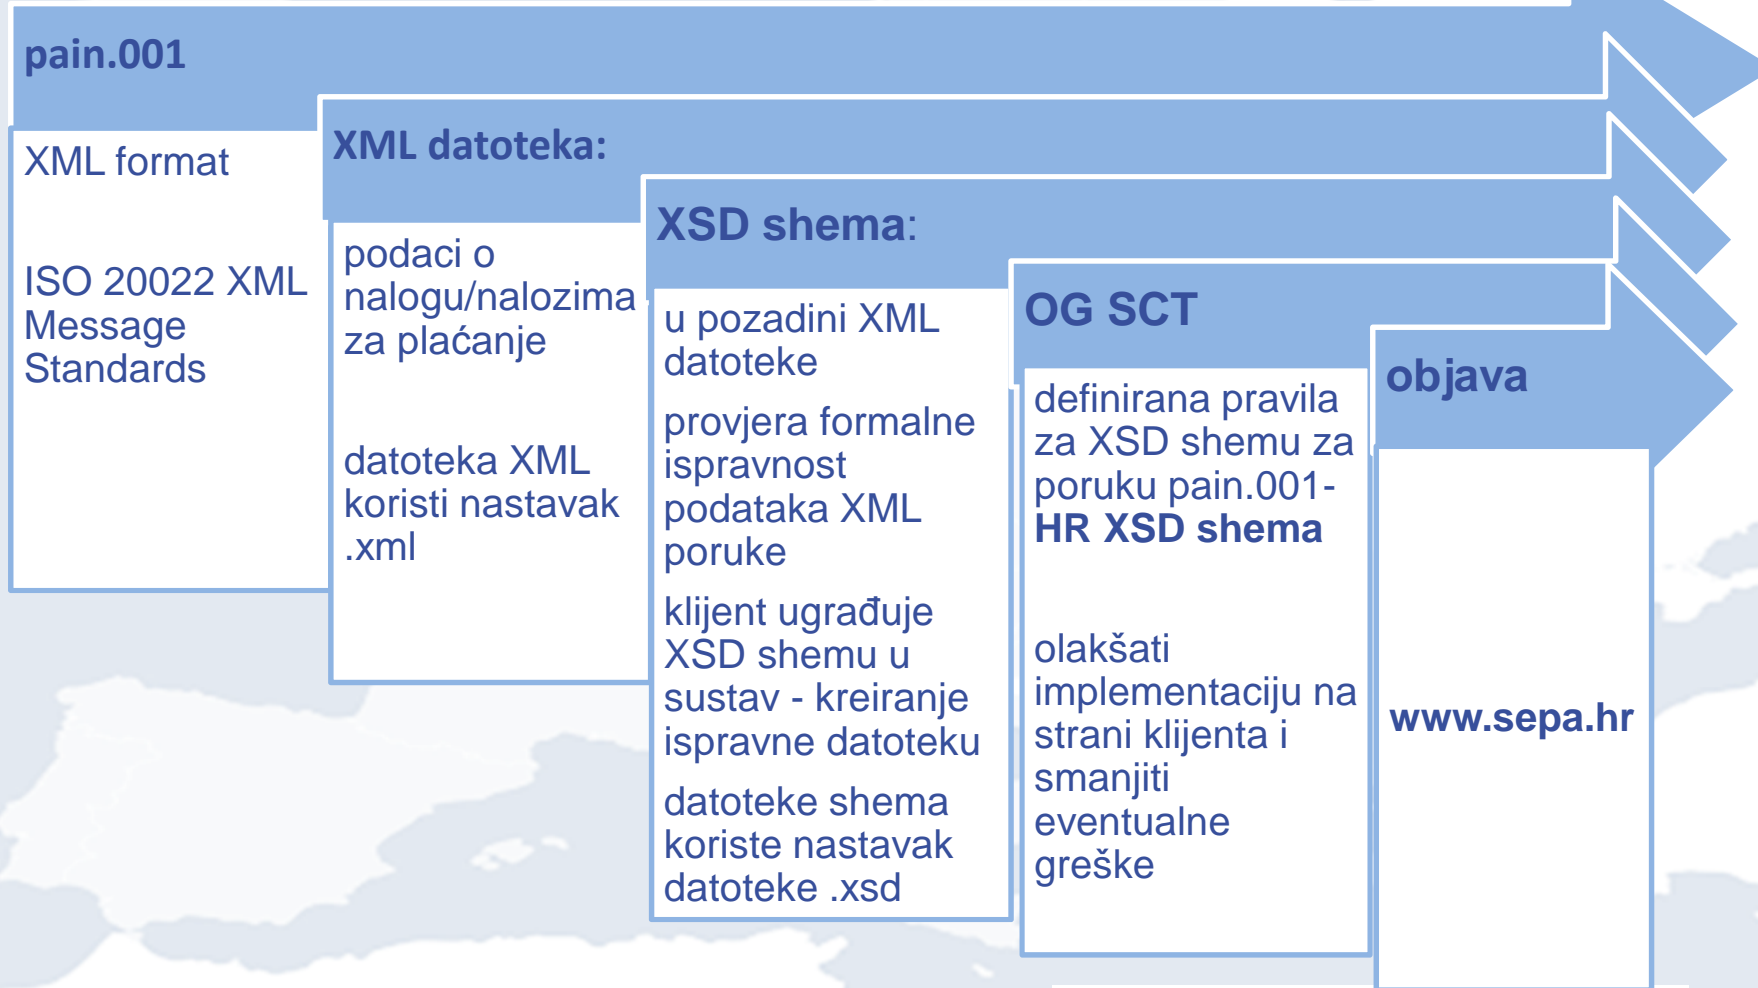 pain.001
XML format
ISO 20022 XML
Message
Standards
XML datoteka:
podaci o
nalogu/nalozima
za plaćanje
datoteka XML
koristi nastavak
.xml
XSD shema:
u pozadini XML
datoteke
provjera formalne
ispravnost
podataka XML
poruke
klijent ugrađuje
XSD shemu u
sustav - kreiranje
ispravne datoteku
datoteke shema
koriste nastavak
datoteke .xsd
OG SCT
definirana pravila
za XSD shemu za
poruku pain.001-
HR XSD shema
olakšati
implementaciju na
strani klijenta i
smanjiti
eventualne
greške
objava
www.sepa.hr